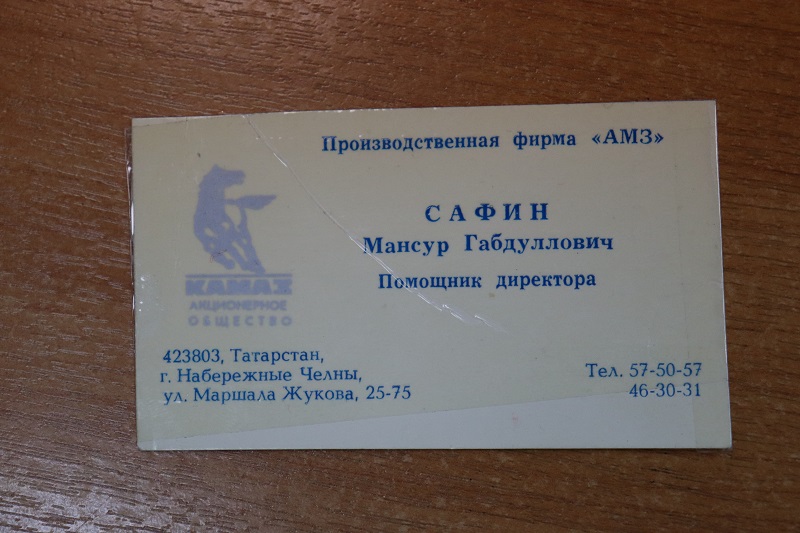 Производственная фирма «АМЗ»
САФИН
Мансур Габдуллович
Помощник директора
KAMAZ
АКЦИОНЕРНОЕ
ОБЩЕСТВО
423803, Татарстан,
г. Набережные Челны,
ул. Маршала Жукова, 25-75
Тел. 57-50-57
46-30-31